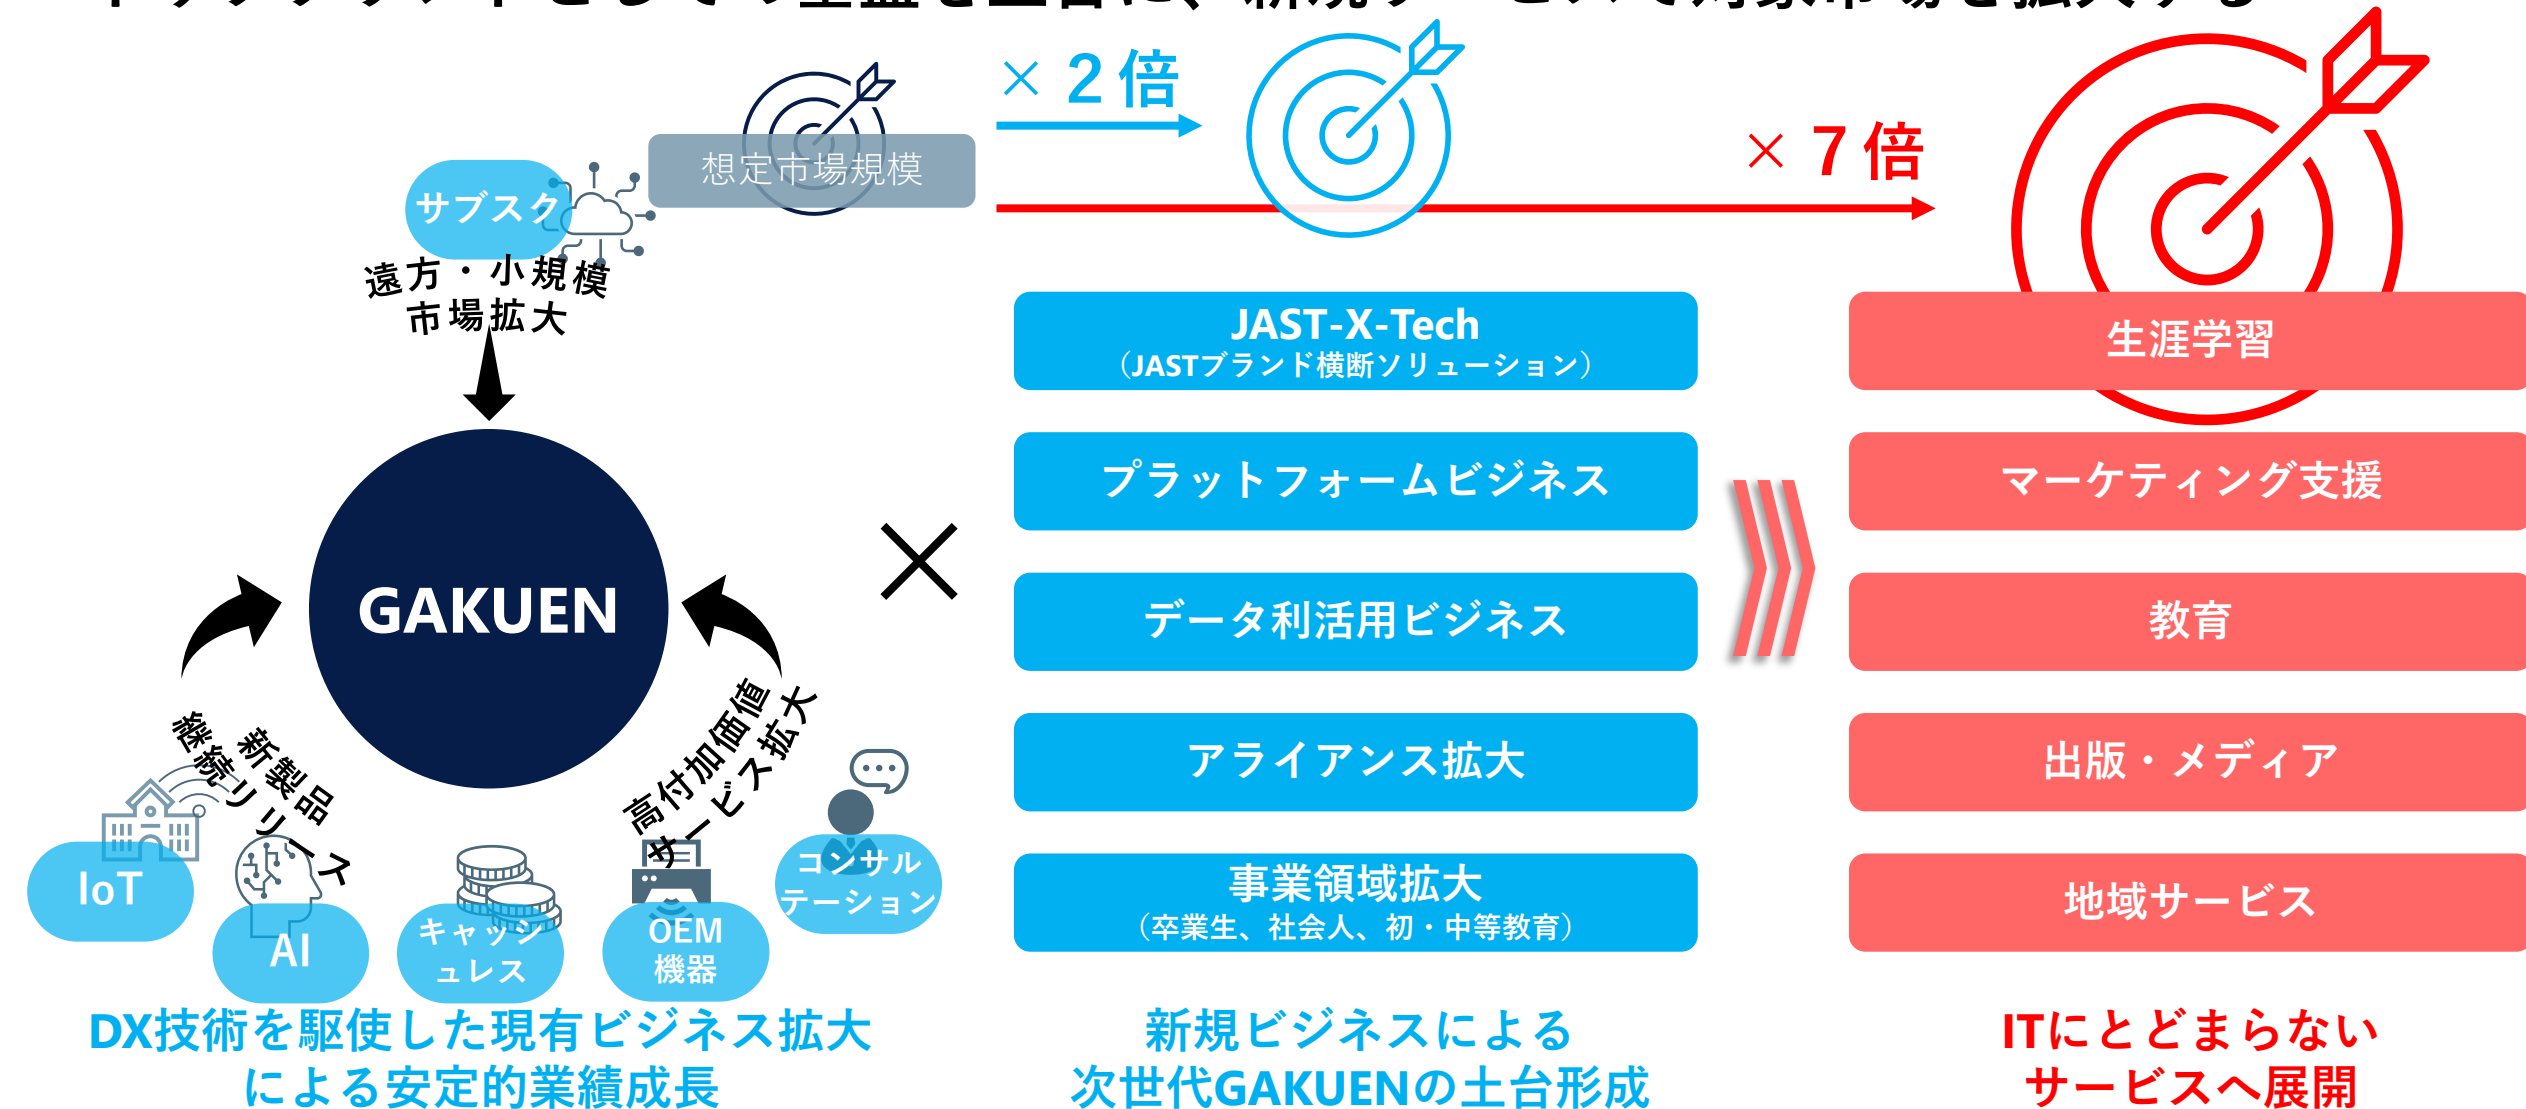 × 2 倍
× 7 倍
想定市場規模
サブスク
遠方・小規模
市場拡大
GAKUEN
新製品
継続リリース
高付加価値
サービス拡大
IoT
AI
キャッシ
ュレス
OEM
機器
コンサル
テーション
DX技術を駆使した現有ビジネス拡大
による安定的業績成長
×
JAST-X-Tech
（JASTブランド横断ソリューション）
プラットフォームビジネス
データ利活用ビジネス
アライアンス拡大
事業領域拡大
（卒業生、社会人、初・中等教育）
新規ビジネスによる
次世代GAKUENの土台形成
生涯学習
マーケティング支援
教育
出版・メディア
地域サービス
ITにとどまらない
サービスへ展開